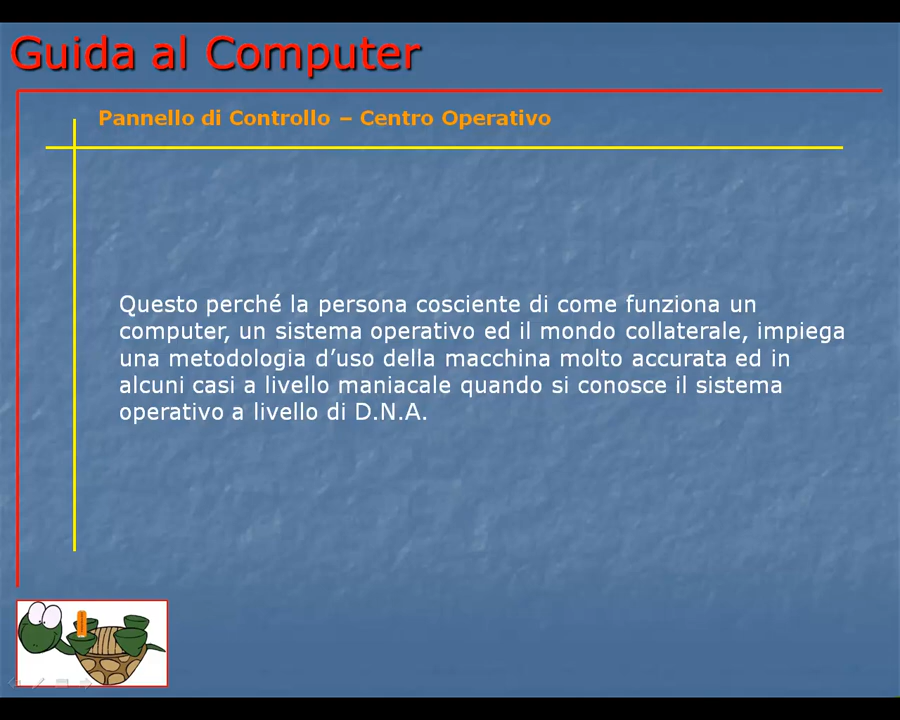 Guida al Computer
Pannello di Controllo – Centro Operativo
Questo perché la persona cosciente di come funziona un
computer, un sistema operativo ed il mondo collaterale, impiega
una metodologia d’uso della macchina molto accurata ed in
alcuni casi a livello maniacale quando si conosce il sistema
operativo a livello di D.N.A.